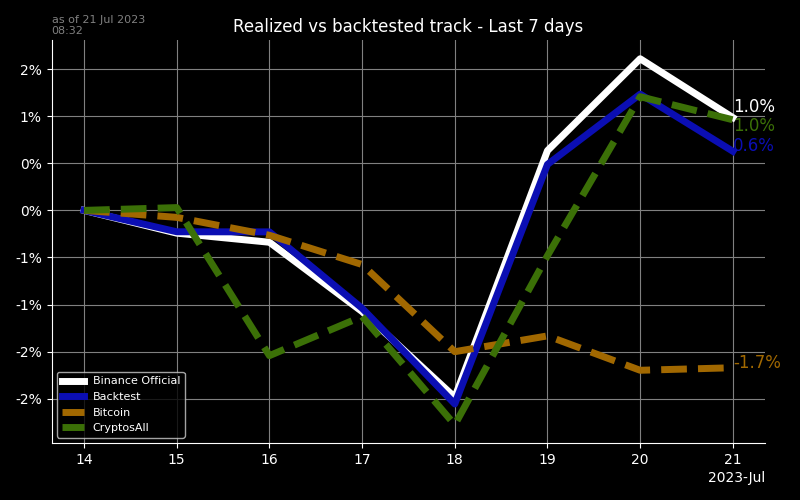 as of 21 Jul 2023
08:32
Realized vs backtested track - Last 7 days
2%
1%
0%
0%
-1%
-1%
-2%
-2%
1.0%
1.0%
0.6%
-1.7%
Binance Official
Backtest
Bitcoin
CryptosAll
14 15 16 17 18 19 20 21
2023-Jul